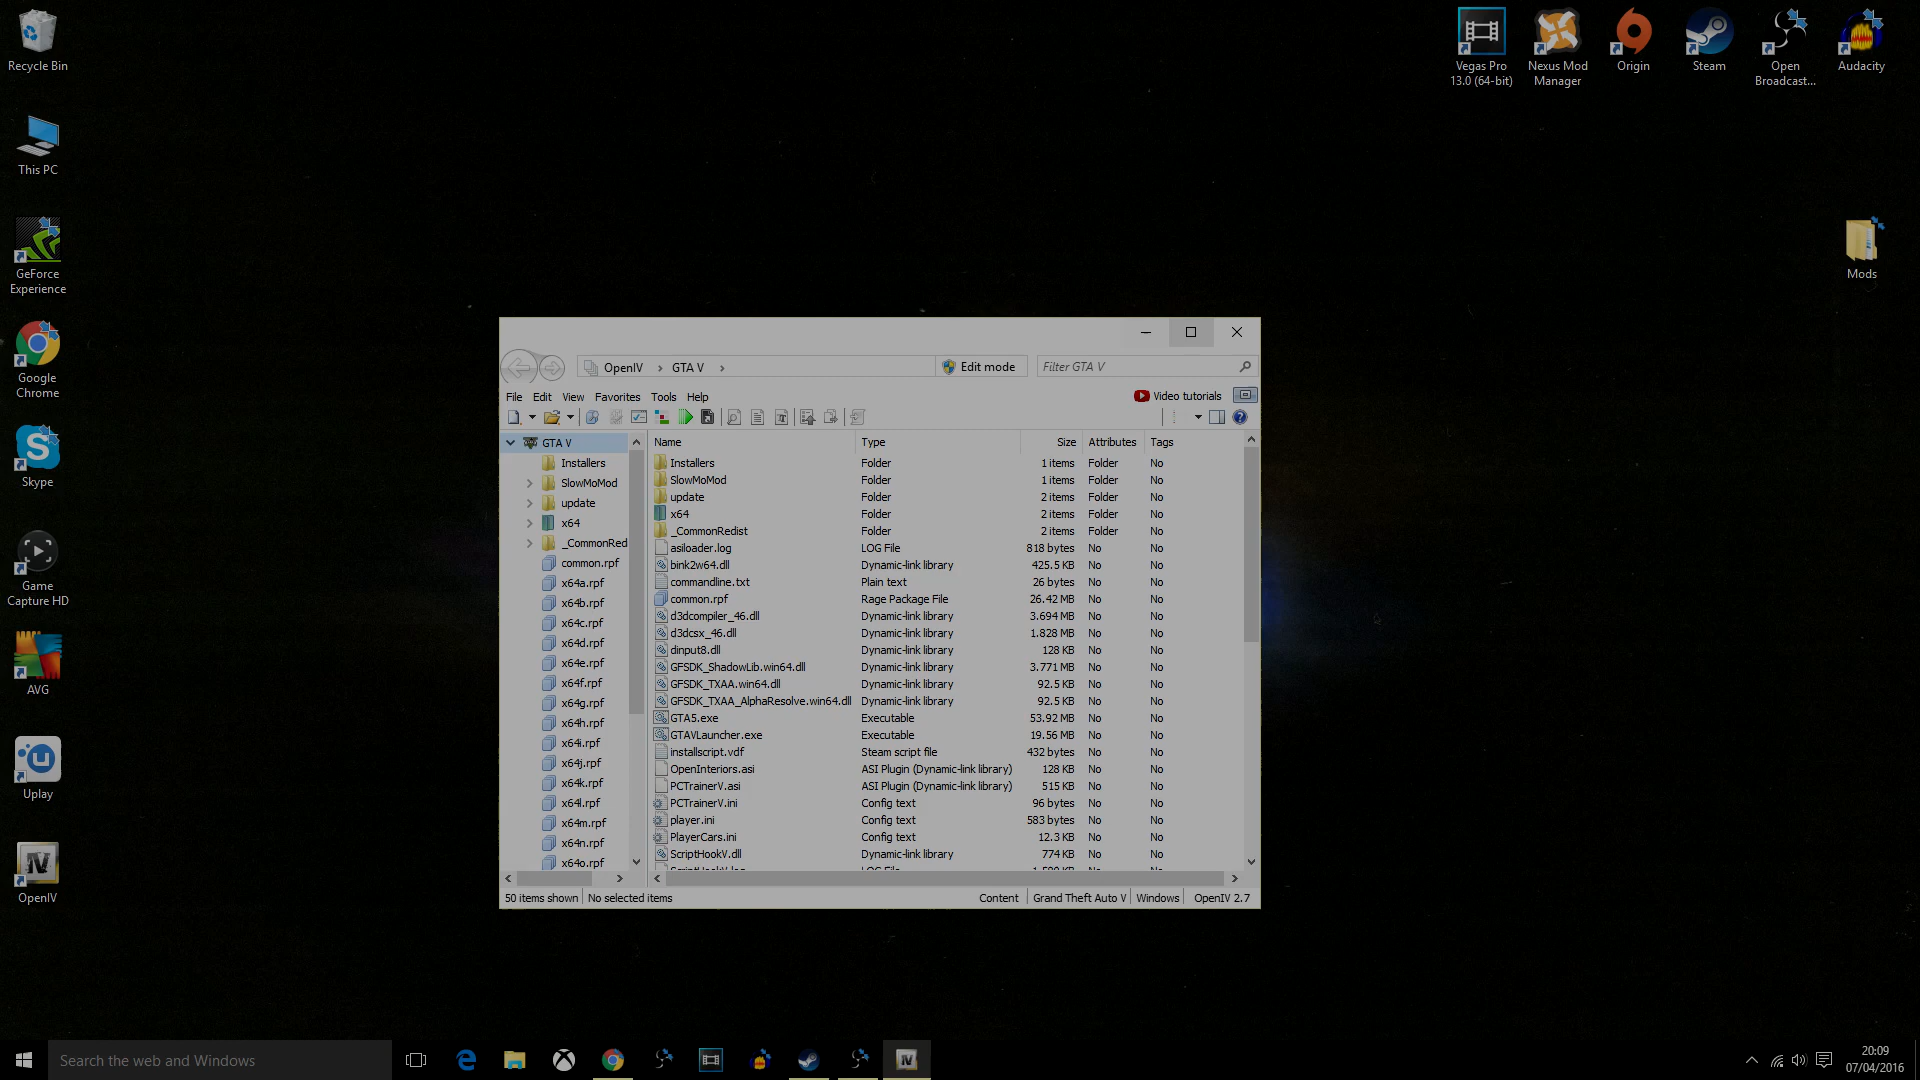 Recycle Bin
This PC
GeForce
Experience
Google
Chrome
Skype
Game
Capture HD
AVG
Uplay
OpenIV
Vegas Pro
13.0 (64-bit)
Nexus Mod
Manager
Origin
Steam
Open
Broadcast...
Audacity
Mods
OpenIV > GTA V >
Edit mode
Filter GTA V
File Edit View Favorites Tools Help
Video tutorials
GTA V
Installers
SlowMoMod
update
x64
_CommonRed
common.rpf
x64a.rpf
x64b.rpf
x64c.rpf
x64d.rpf
x64e.rpf
x64f.rpf
x64g.rpf
x64h.rpf
x64i.rpf
x64j.rpf
x64k.rpf
x64l.rpf
x64m.rpf
x64n.rpf
x64o.rpf
Name Type Size Attributes Tags
Installers Folder 1 items Folder No
SlowMoMod Folder 1 items Folder No
update Folder 2 items Folder No
x64 Folder 2 items Folder No
_CommonRedist Folder 2 items Folder No
asiloader.log LOG File 818 bytes No No
bink2w64.dll Dynamic-link library 425.5 KB No No
commandline.txt Plain text 26 bytes No No
common.rpf Rage Package File 26.42 MB No No
d3dcompiler_46.dll Dynamic-link library 3.694 MB No No
d3dcsx_46.dll Dynamic-link library 1.828 MB No No
dinput8.dll Dynamic-link library 128 KB No No
GFSDK_ShadowLib.win64.dll Dynamic-link library 3.771 MB No No
GFSDK_TXAA.win64.dll Dynamic-link library 92.5 KB No No
GFSDK_TXAA_AlphaResolve.win64.dll Dynamic-link library 92.5 KB No No
GTA5.exe Executable 53.92 MB No No
GTAVLauncher.exe Executable 19.56 MB No No
installscript.vdf Steam script file 432 bytes No No
OpenInteriors.asi ASI Plugin (Dynamic-link library) 128 KB No No
PCTrainerV.asi ASI Plugin (Dynamic-link library) 515 KB No No
PCTrainerV.ini Config text 96 bytes No No
player.ini Config text 583 bytes No No
PlayerCars.ini Config text 12.3 KB No No
ScriptHookV.dll Dynamic-link library 774 KB No No
50 items shown No selected items Content Grand Theft Auto V Windows OpenIV 2.7
Search the web and Windows
20:09
07/04/2016